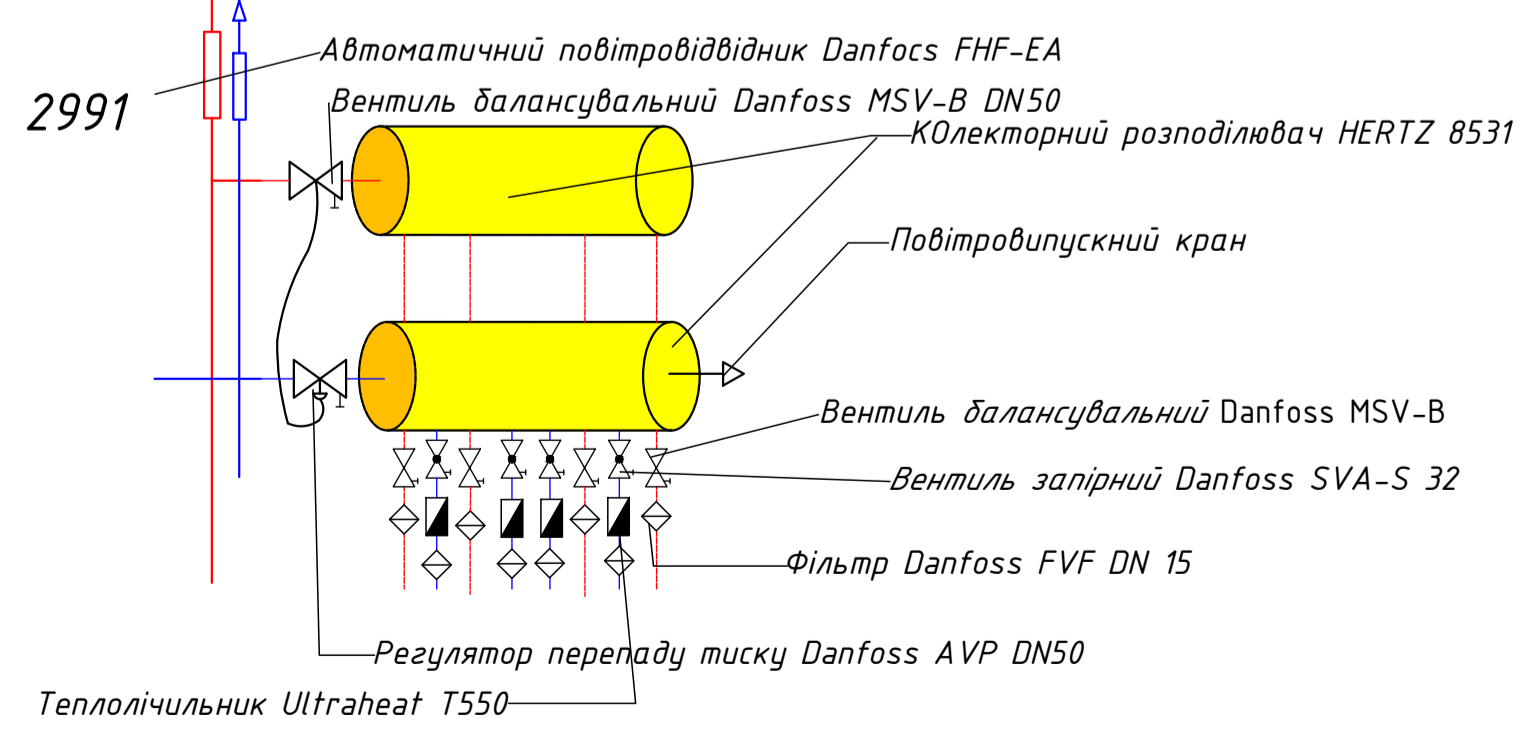 Автоматичний повітровідвідник Danfocs FHF-EA
2991
Вентиль балансувальний Danfoss MSV-B DN50
КОлекторний розподілювач HERTZ 8531
Повітровипускний кран
Вентиль балансувальний Danfoss MSV-B
Вентиль запірний Danfoss SVA-S 32
Фільтр Danfoss FVF DN 15
Регулятор перепаду тиску Danfoss AVP DN50
Теплолічильник Ultraheat T550